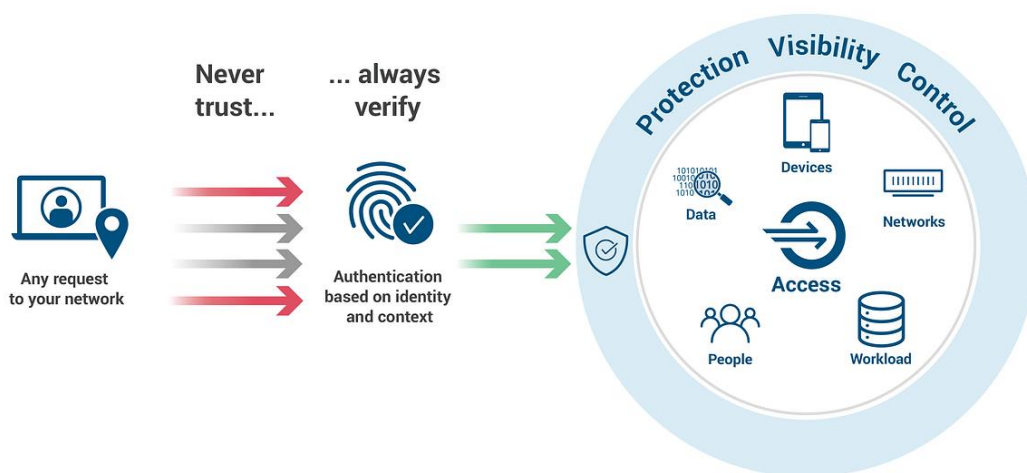 Never
trust...
... always
verify
Any request
to your network
Authentication
based on identity
and context
Protection Visibility Control
Devices
Data
Networks
Access
People
Workload